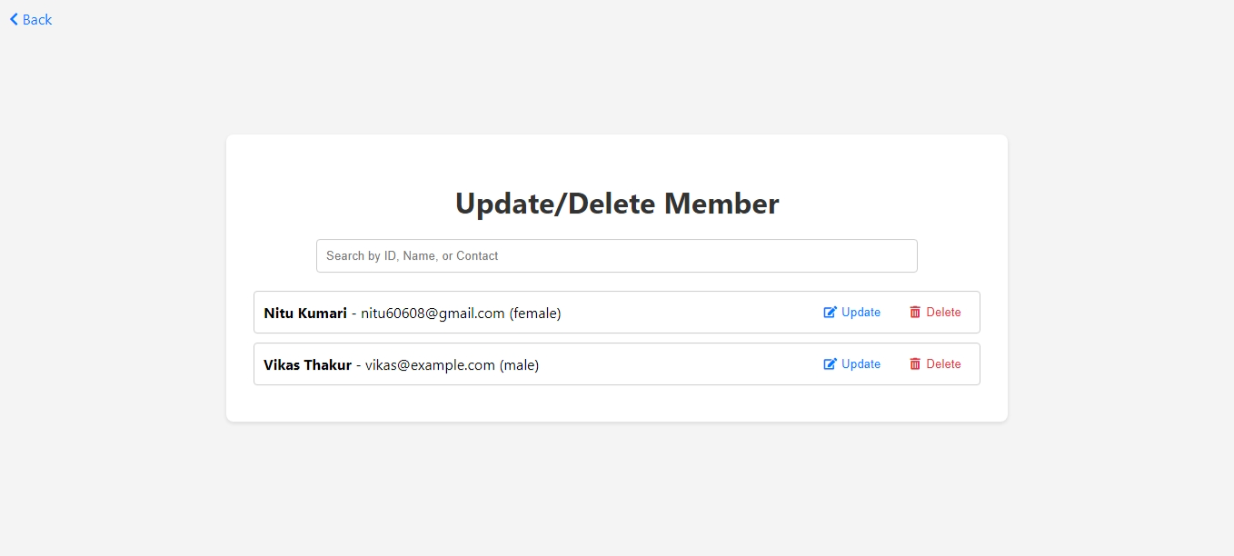 Back
Update/Delete Member
Search by ID, Name, or Contact
Nitu Kumari - nitu60608@gmail.com (female) Update Delete
Vikas Thakur - vikas@example.com (male) Update Delete